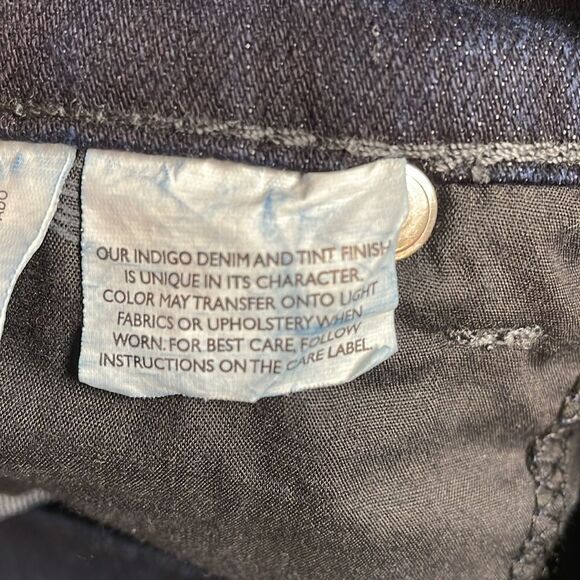 OUR INDIGO DENIM AND TINT FINISH
IS UNIQUE IN ITS CHARACTER.
COLOR MAY TRANSFER ONTO LIGHT
FABRICS OR UPHOLSTERY WHEN
WORN. FOR BEST CARE, FOLLOW
INSTRUCTIONS ON THE CARE LABEL.